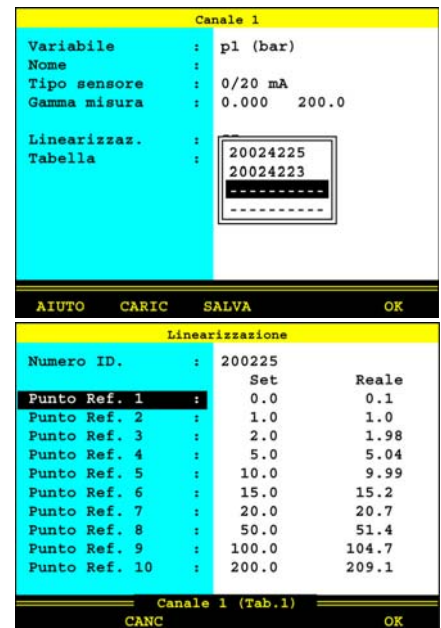 Canale 1
Variabile : p1 (bar)
Nome :
Tipo sensore : 0/20 mA
Gamma misura : 0.000 200.0
Linearizzaz. :
Tabella :
20024225
20024223
----------
----------
AIUTO CARIC SALVA OK
Linearizzazione
Numero ID. : 200225
Set Reale
Punto Ref. 1 : 0.0 0.1
Punto Ref. 2 : 1.0 1.0
Punto Ref. 3 : 2.0 1.98
Punto Ref. 4 : 5.0 5.04
Punto Ref. 5 : 10.0 9.99
Punto Ref. 6 : 15.0 15.2
Punto Ref. 7 : 20.0 20.7
Punto Ref. 8 : 50.0 51.4
Punto Ref. 9 : 100.0 104.7
Punto Ref. 10 : 200.0 209.1
Canale 1 (Tab.1)
CANC OK